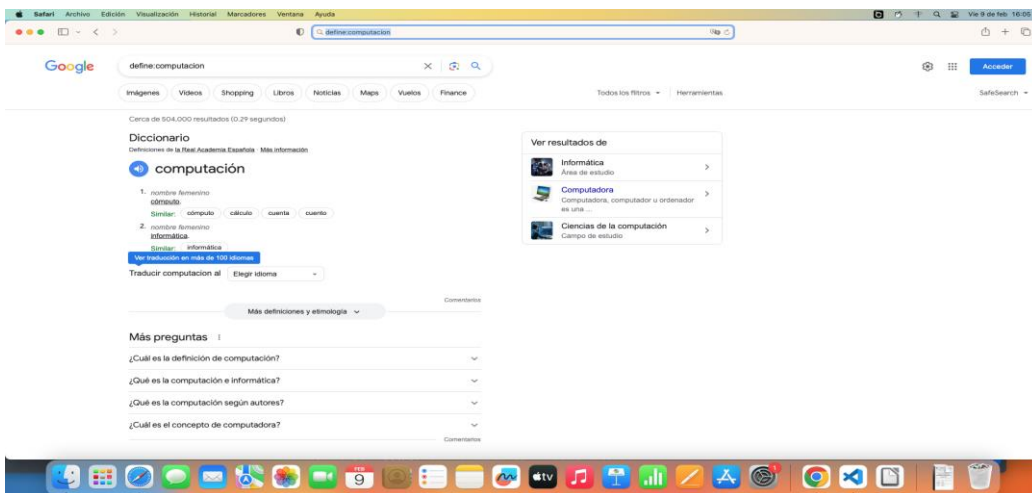 Safari Archivo Edición Visualización Historial Marcadores Ventana Ayuda
Vie 9 de feb 16:05
define:computacion
Google
define:computacion
Acceder
Imágenes Videos Shopping Libros Noticias Maps Vuelos Finance
Todos los filtros Herramientas
SafeSearch
Cerca de 504,000 resultados (0.29 segundos)
Diccionario
Definiciones de la Real Academia Española · Más información
computación
1. nombre femenino
cómputo.
Similar: cómputo cálculo cuenta cuento
2. nombre femenino
informática.
Similar: informática
Ver traducción en más de 100 idiomas
Traducir computacion al Elegir idioma
Comentarios
Más definiciones y etimología
Más preguntas
¿Cuál es la definición de computación?
¿Qué es la computación e informática?
¿Qué es la computación según autores?
¿Cuál es el concepto de computadora?
Comentarios
Ver resultados de
Informática
Área de estudio
Computadora
Computadora, computador u ordenador
es una ...
Ciencias de la computación
Campo de estudio
FEB
9
tv